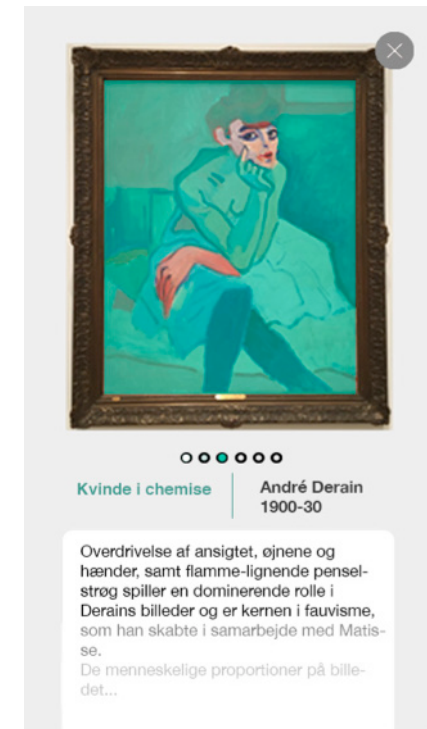 Kvinde i chemise
André Derain
1900-30
Overdrivelse af ansigtet, øjnene og
hænder, samt flamme-lignende pensel-
strøg spiller en dominerende rolle i
Derains billeder og er kernen i fauvisme,
som han skabte i samarbejde med Matis-
se.
De menneskelige proportioner på bille-
det...